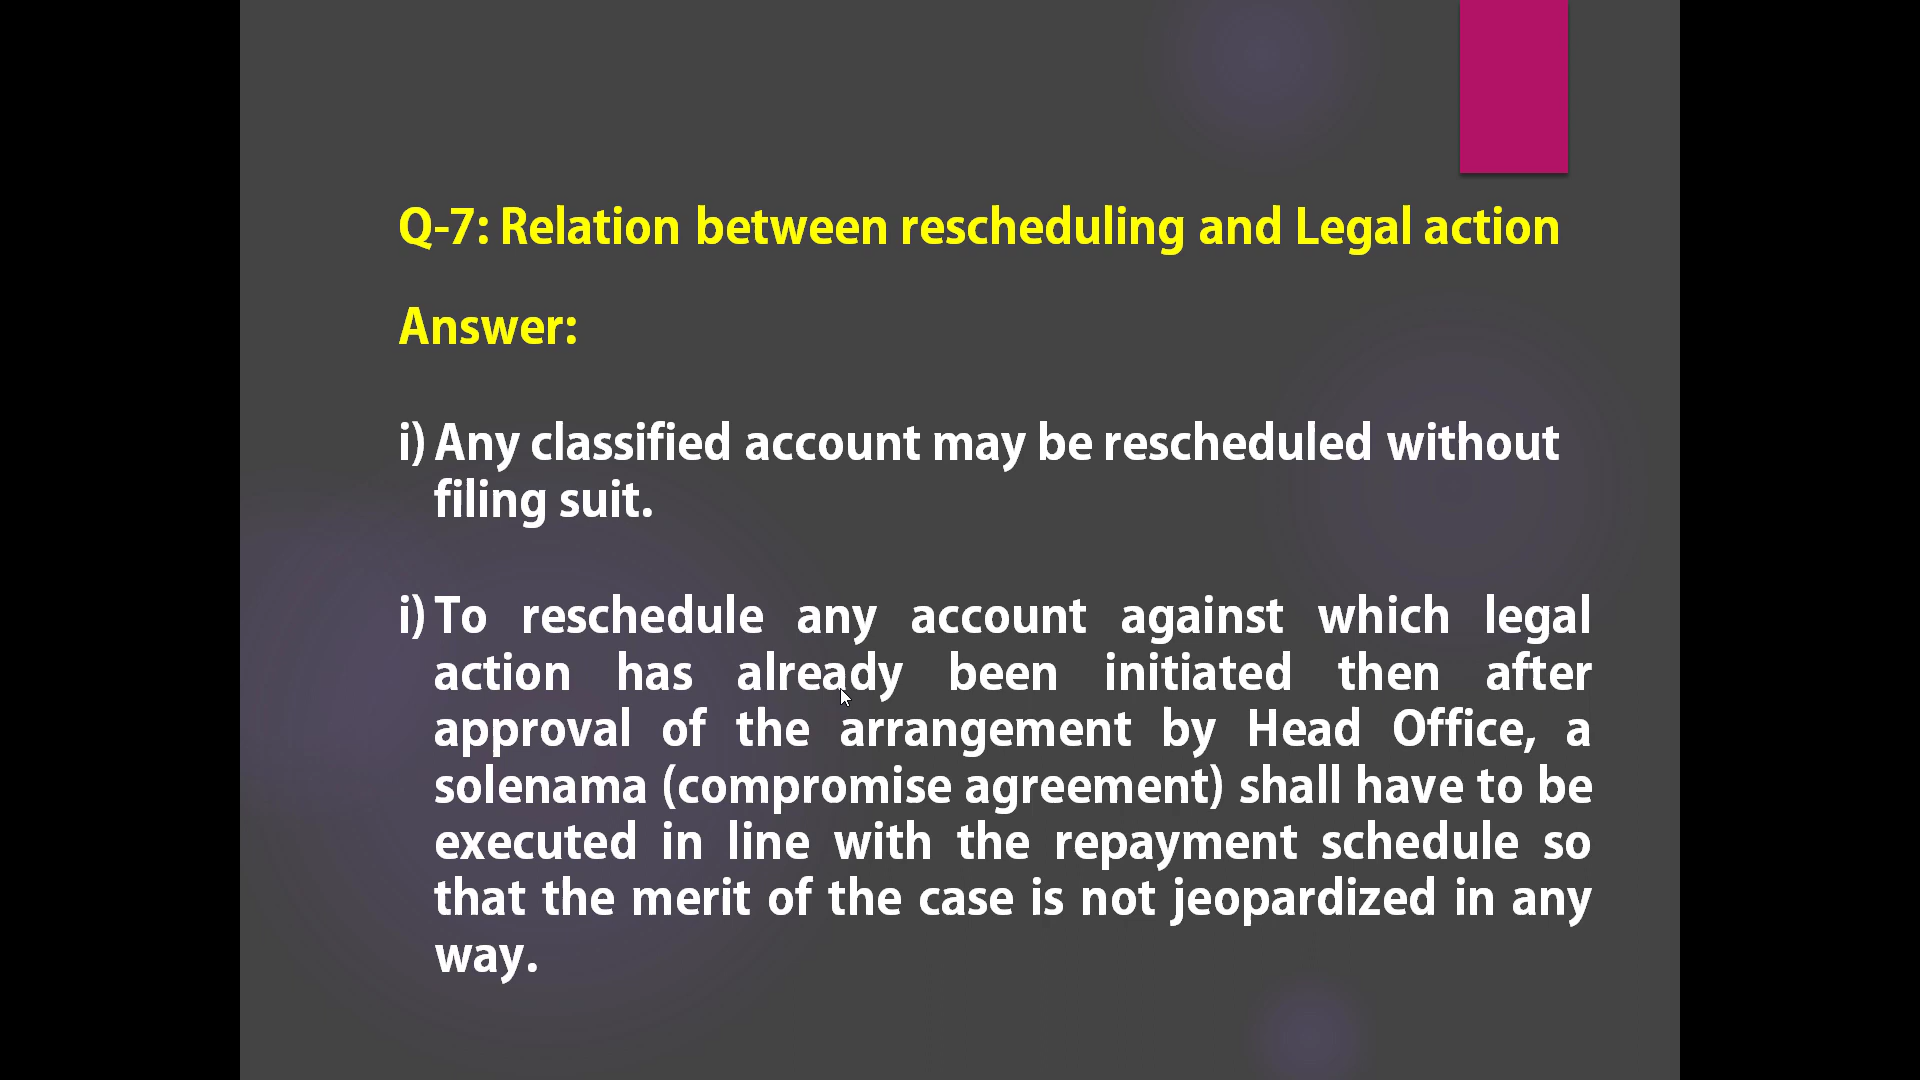 Q-7: Relation between rescheduling and Legal action
Answer:
i) Any classified account may be rescheduled without
filing suit.
i) To reschedule any account against which legal
action has already been initiated then after
approval of the arrangement by Head Office, a
solenama (compromise agreement) shall have to be
executed in line with the repayment schedule so
that the merit of the case is not jeopardized in any
way.